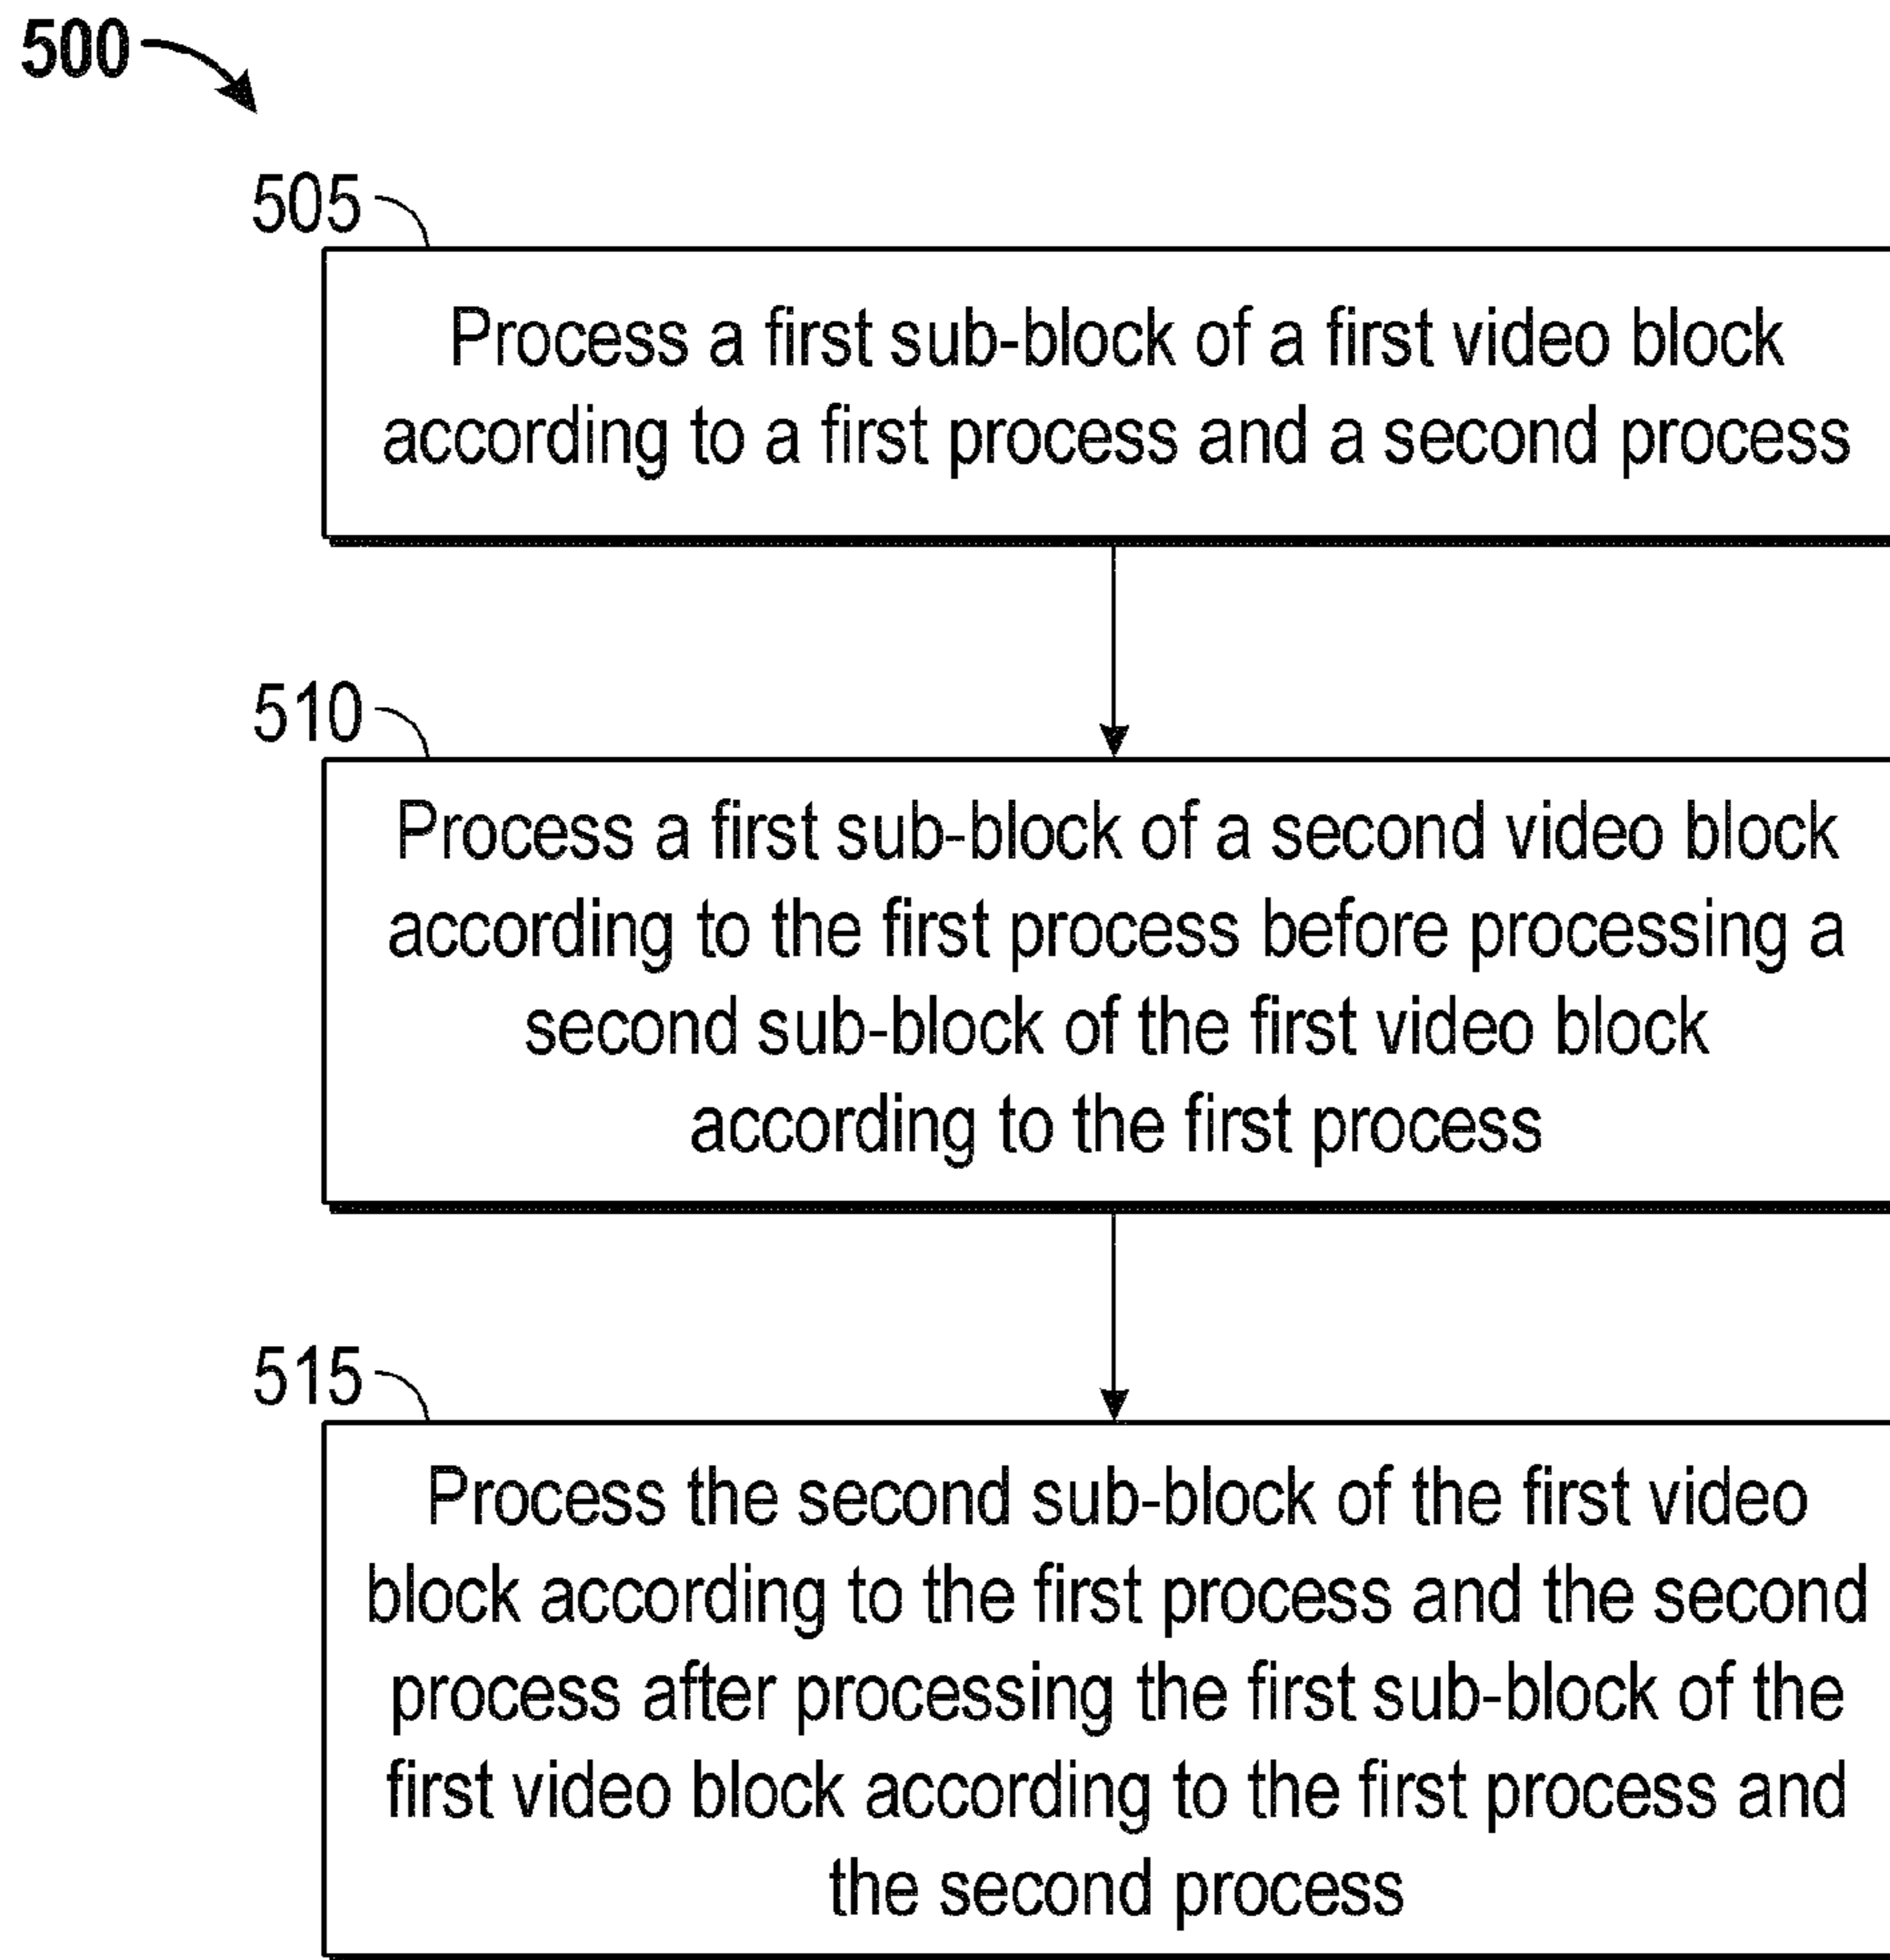 500
505
Process a first sub-block of a first video block
according to a first process and a second process
510
Process a first sub-block of a second video block
according to the first process before processing a
second sub-block of the first video block
according to the first process
515
Process the second sub-block of the first video
block according to the first process and the second
process after processing the first sub-block of the
first video block according to the first process and
the second process